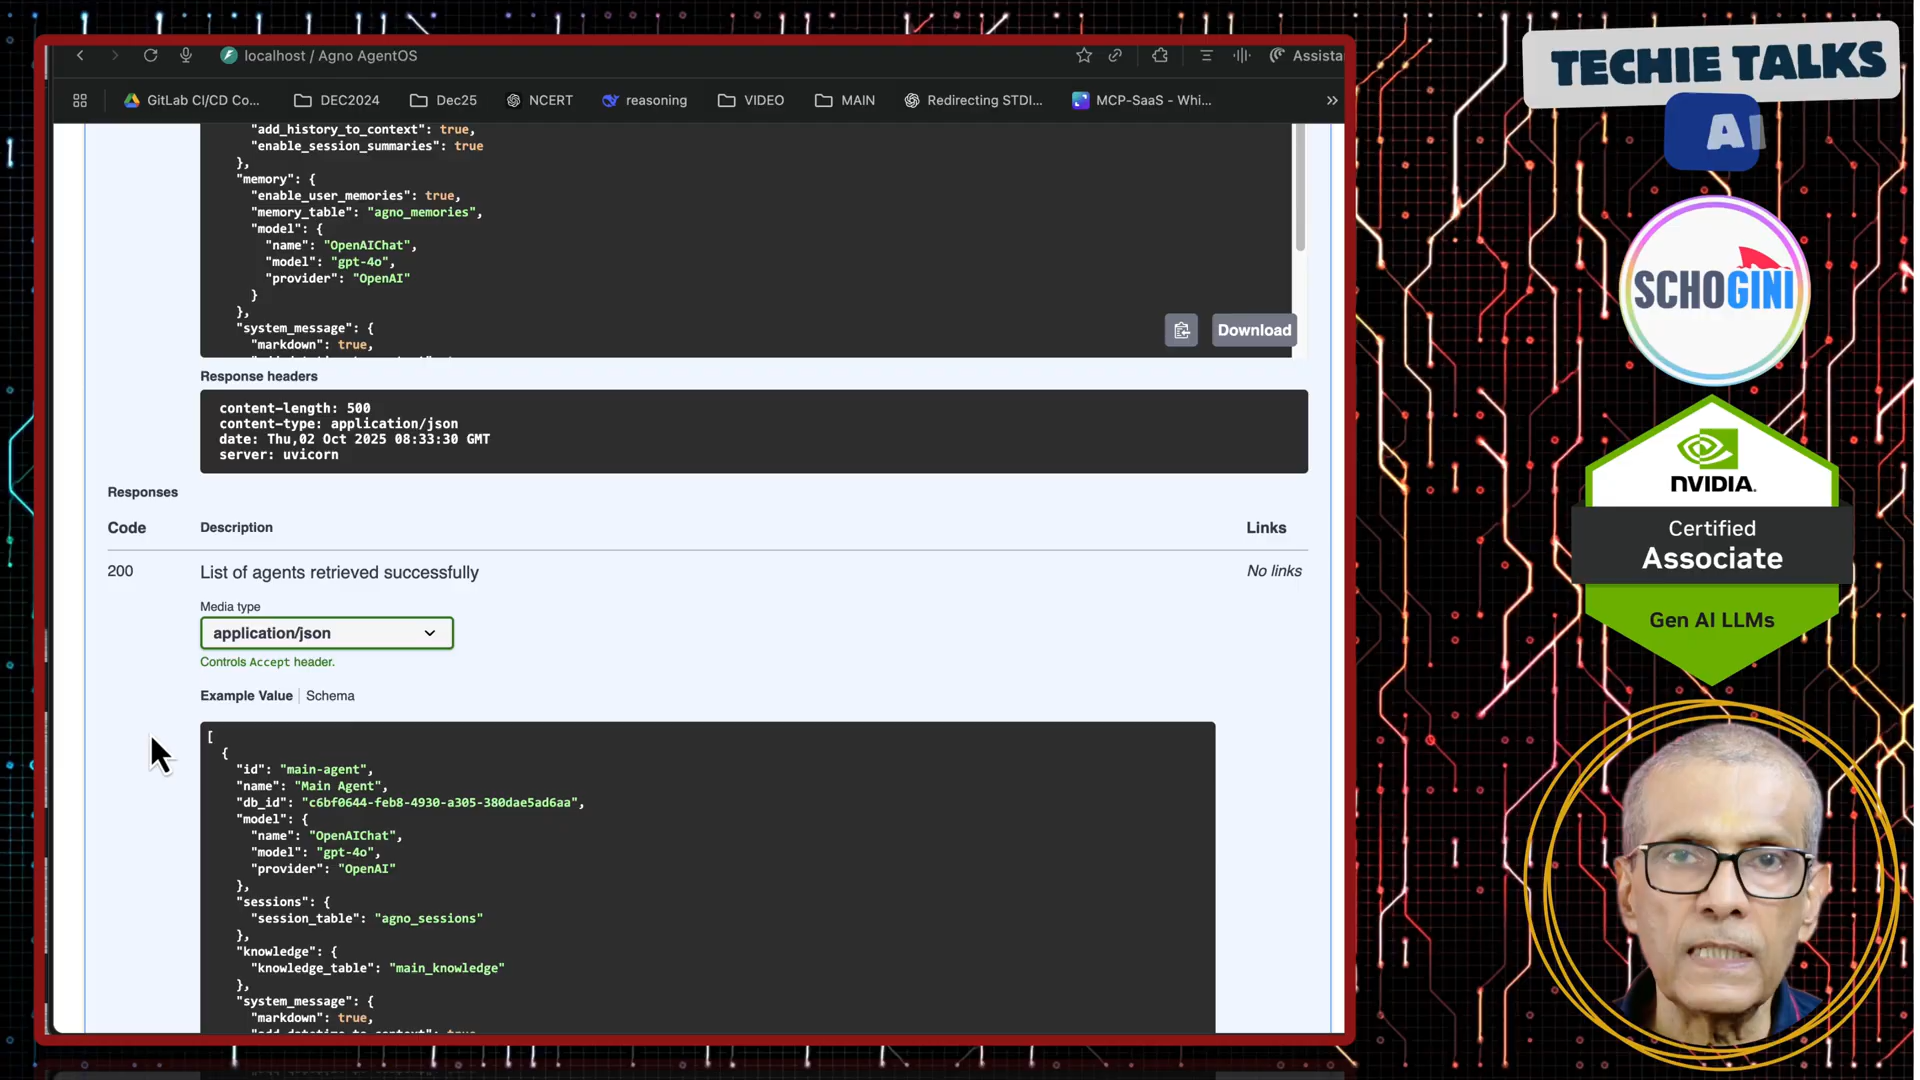 localhost / Agno AgentOS
Assista
GitLab CI/CD Co...
DEC2024
Dec25
NCERT
reasoning
VIDEO
MAIN
Redirecting STDI...
MCP-SaaS - Whi...
"add_history_to_context": true,
"enable_session_summaries": true
},
"memory": {
"enable_user_memories": true,
"memory_table": "agno_memories",
"model": {
"name": "OpenAIChat",
"model": "gpt-4o",
"provider": "OpenAI"
}
},
"system_message": {
"markdown": true,
Download
Response headers
content-length: 500
content-type: application/json
date: Thu,02 Oct 2025 08:33:30 GMT
server: uvicorn
Responses
Code Description Links
200 List of agents retrieved successfully No links
Media type
application/json
Controls Accept header.
Example Value Schema
[
{
"id": "main-agent",
"name": "Main Agent",
"db_id": "c6bf0644-feb8-4930-a305-380dae5ad6aa",
"model": {
"name": "OpenAIChat",
"model": "gpt-4o",
"provider": "OpenAI"
},
"sessions": {
"session_table": "agno_sessions"
},
"knowledge": {
"knowledge_table": "main_knowledge"
},
"system_message": {
"markdown": true,
"add_datetime_to_context": true
TECHIE TALKS
AI
SCHOGINI
NVIDIA.
Certified
Associate
Gen AI LLMs